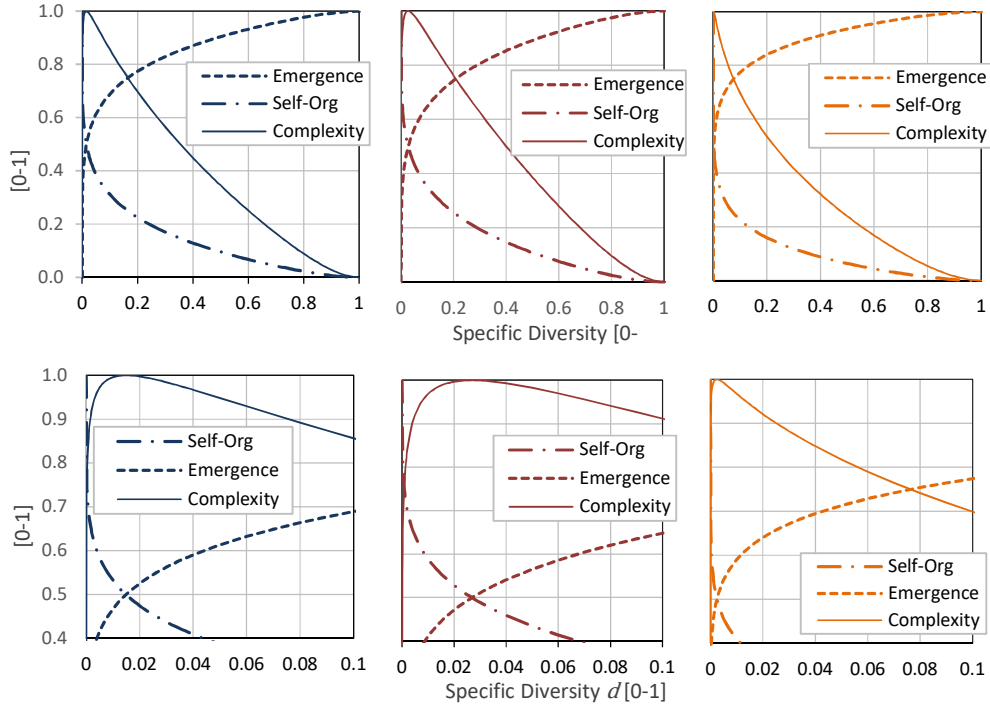 1.0
0.8
0.6
0.4
0.2
0.0
[0-1]
Emergence
Self-Org
Complexity
0 0.2 0.4 0.6 0.8 1
Emergence
Self-Org
Complexity
0 0.2 0.4 0.6 0.8 1
Specific Diversity [0-
Emergence
Self-Org
Complexity
0 0.2 0.4 0.6 0.8 1
1.0
0.9
0.8
0.7
0.6
0.5
0.4
[0-1]
Self-Org
Emergence
Complexity
0 0.02 0.04 0.06 0.08 0.1
Self-Org
Emergence
Complexity
0 0.02 0.04 0.06 0.08 0.1
Specific Diversity d [0-1]
Self-Org
Emergence
Complexity
0 0.02 0.04 0.06 0.08 0.1